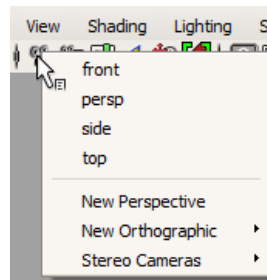 View Shading Lighting S
front
persp
side
top
New Perspective
New Orthographic
Stereo Cameras